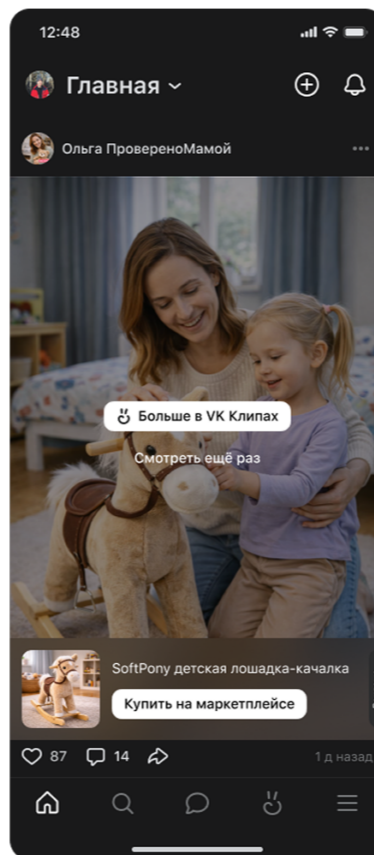 12:48
Главная
Ольга ПровереноМамой
Больше в VK Клипах
Смотреть ещё раз
SoftPony детская лошадка-качалка
Купить на маркетплейсе
87
14
1 д назад